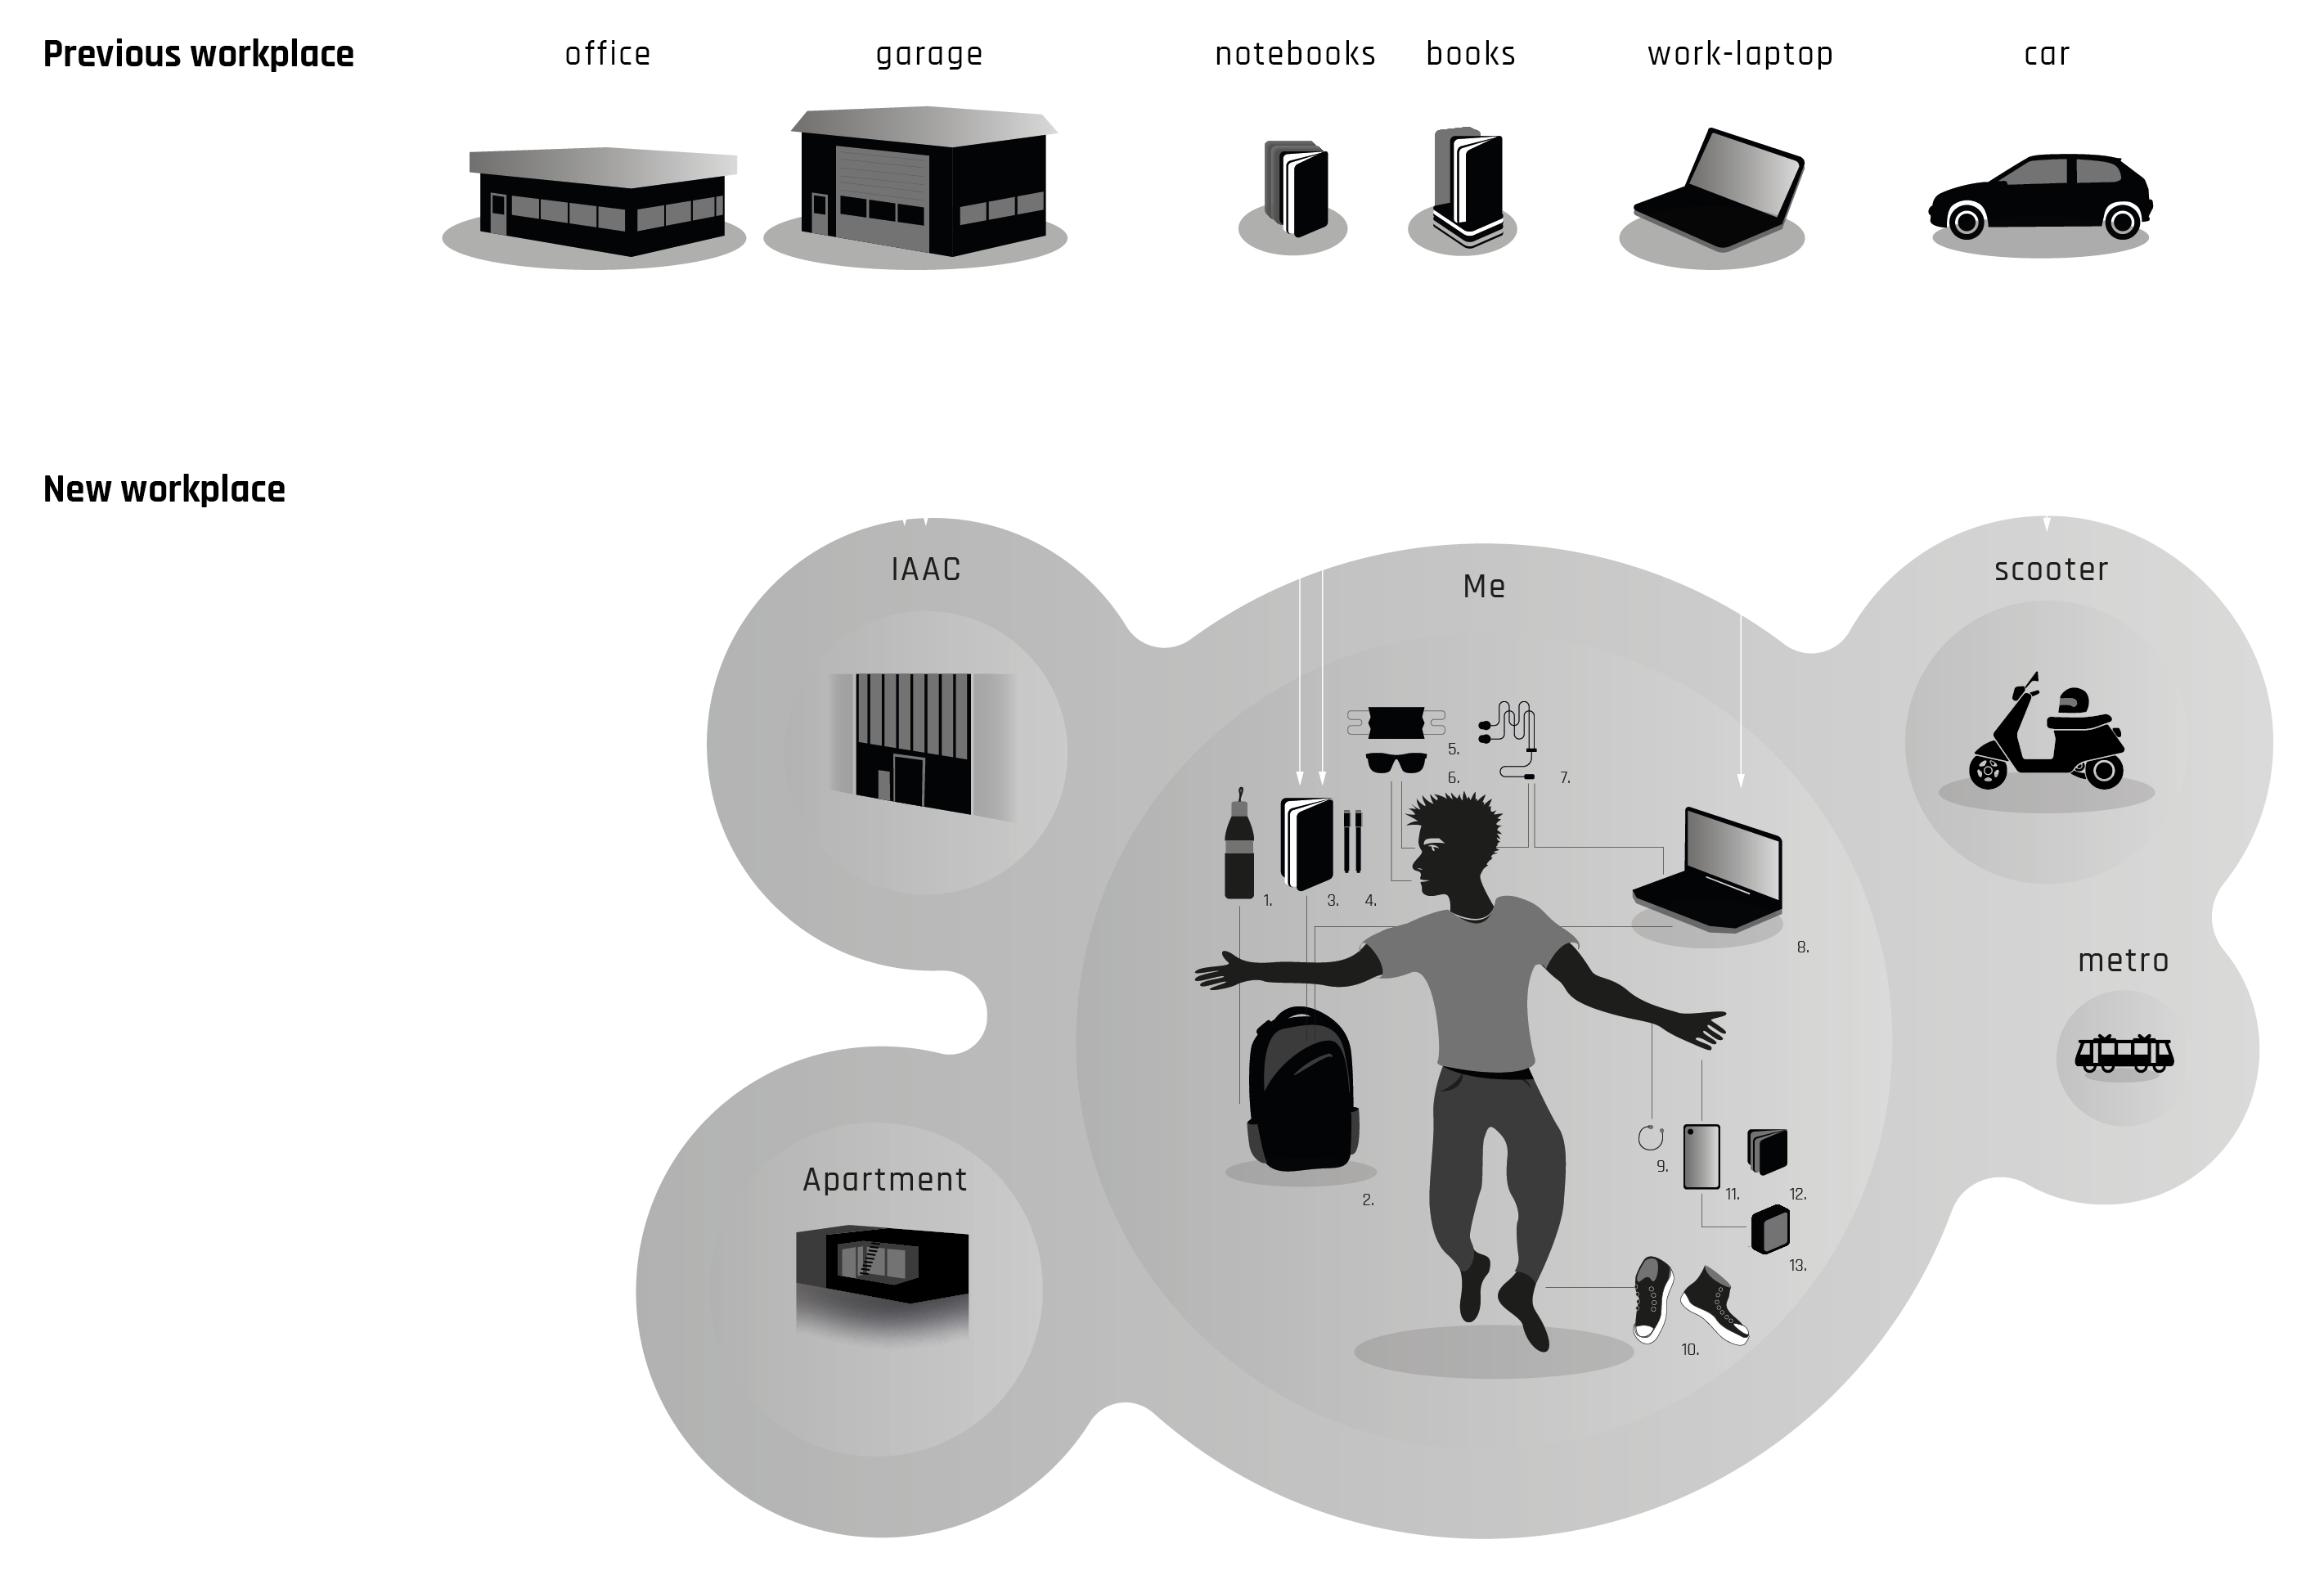 Previous workplace
office
garage
notebooks
books
work-laptop
car
New workplace
IAAC
Me
scooter
5.
6.
7.
1.
3.
4.
8.
metro
9.
11.
12.
2.
Apartment
13.
10.